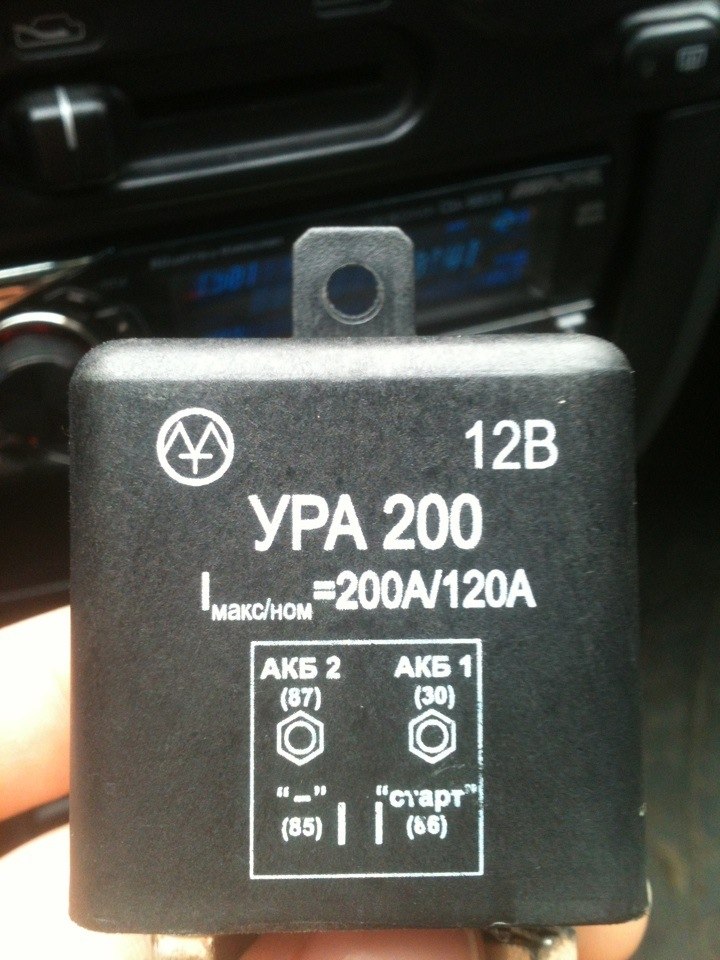 12В
УРА 200
Iмакс/ном=200А/120А
АКБ 2 АКБ 1
(87) (30)
“–” “старт”
(85) (86)